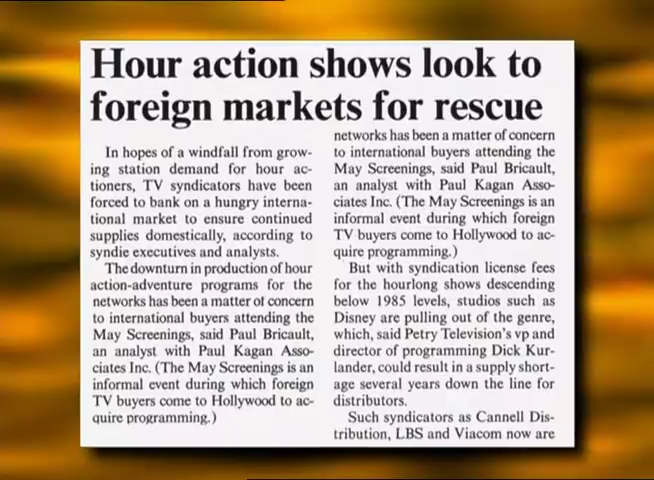 Hour action shows look to
foreign markets for rescue
In hopes of a windfall from grow-
ing station demand for hour ac-
tioners, TV syndicators have been
forced to bank on a hungry interna-
tional market to ensure continued
supplies domestically, according to
syndie executives and analysts.
The downturn in production of hour
action-adventure programs for the
networks has been a matter of concern
to international buyers attending the
May Screenings, said Paul Bricault,
an analyst with Paul Kagan Asso-
ciates Inc. (The May Screenings is an
informal event during which foreign
TV buyers come to Hollywood to ac-
quire programming.)
networks has been a matter of concern
to international buyers attending the
May Screenings, said Paul Bricault,
an analyst with Paul Kagan Asso-
ciates Inc. (The May Screenings is an
informal event during which foreign
TV buyers come to Hollywood to ac-
quire programming.)
But with syndication license fees
for the hourlong shows descending
below 1985 levels, studios such as
Disney are pulling out of the genre,
which, said Petry Television's vp and
director of programming Dick Kur-
lander, could result in a supply short-
age several years down the line for
distributors.
Such syndicators as Cannell Dis-
tribution, LBS and Viacom now are